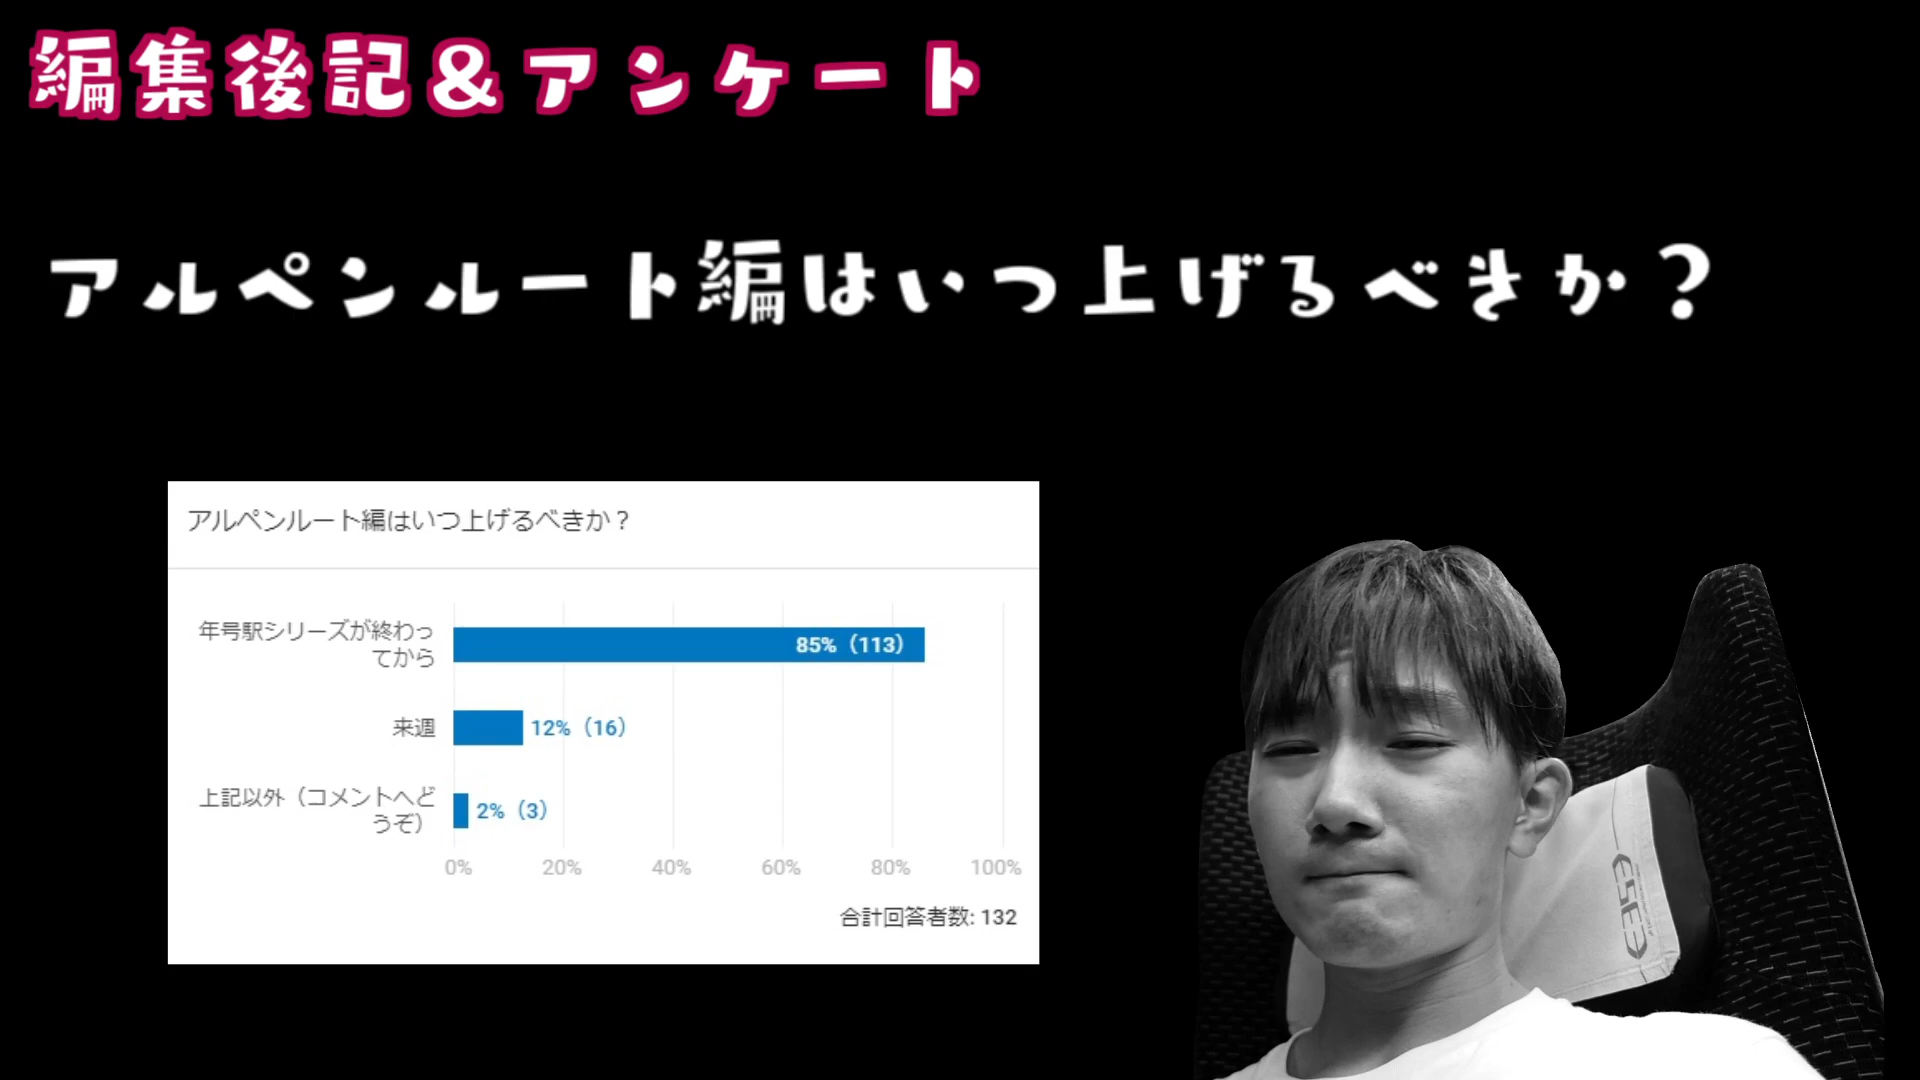 編集後記&アンケート
アルペンルート編はいつ上げるべきか？
アルペンルート編はいつ上げるべきか？
年号駅シリーズが終わっ
てから
85%（113）
来週
12%（16）
上記以外（コメントへど
うぞ）
2%（3）
0% 20% 40% 60% 80% 100%
合計回答者数: 132